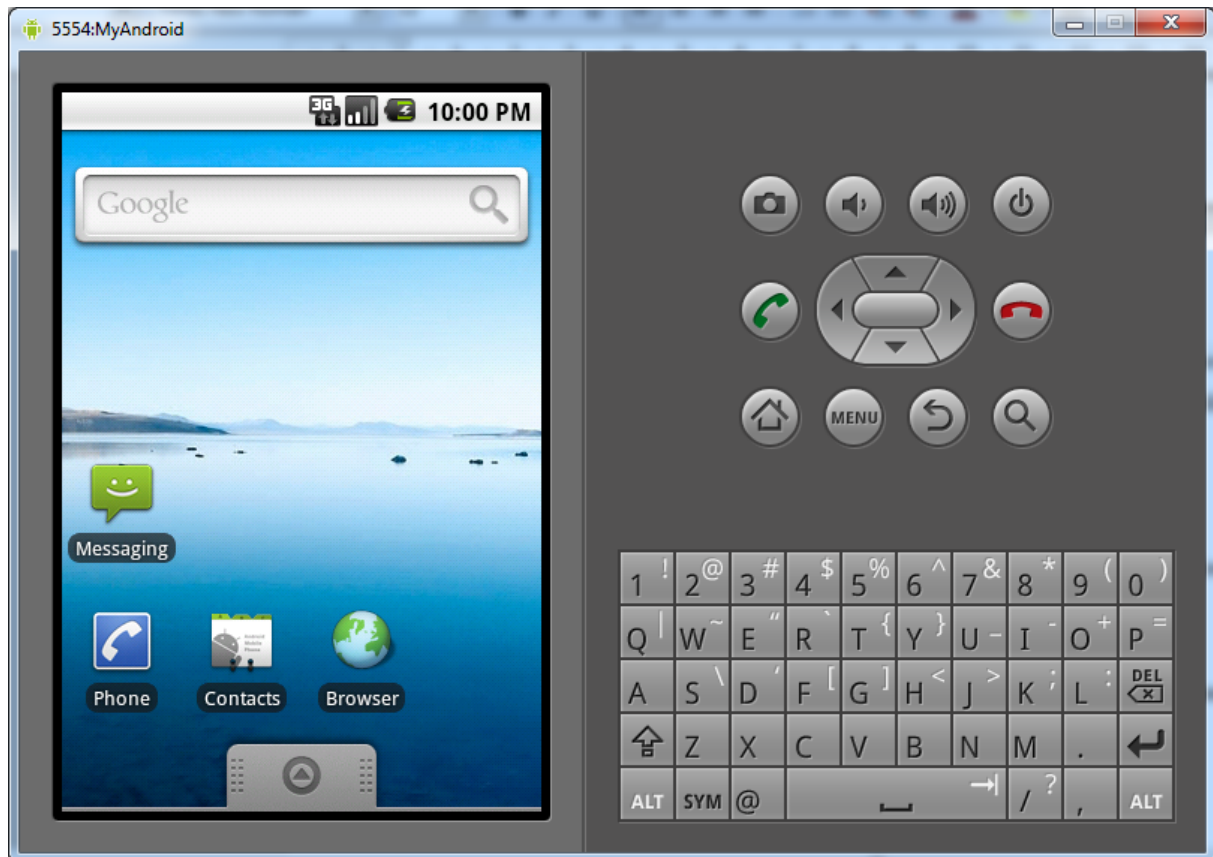 5554:MyAndroid
3G 10:00 PM
Google
Messaging
Phone Contacts Browser
MENU
1 ! 2 @ 3 # 4 $ 5 % 6 ^ 7 & 8 * 9 ( 0 )
Q | W ~ E " R ` T { Y } U _ I - O + P =
A S \ D ' F [ G ] H < J > K ; L : DEL
Z X C V B N M .
ALT SYM @ / ? , ALT